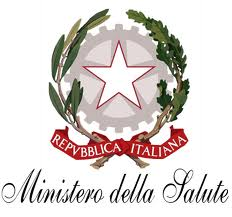 REPVBBLICA ITALIANA
Ministero della Salute